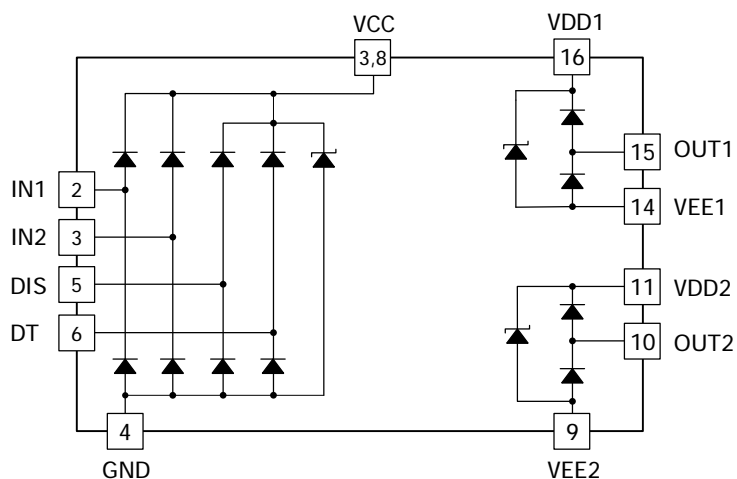 VCC
VDD1
3,8
16
15 OUT1
IN1 2
14 VEE1
IN2 3
DIS 5
11 VDD2
DT 6
10 OUT2
4
9
GND
VEE2